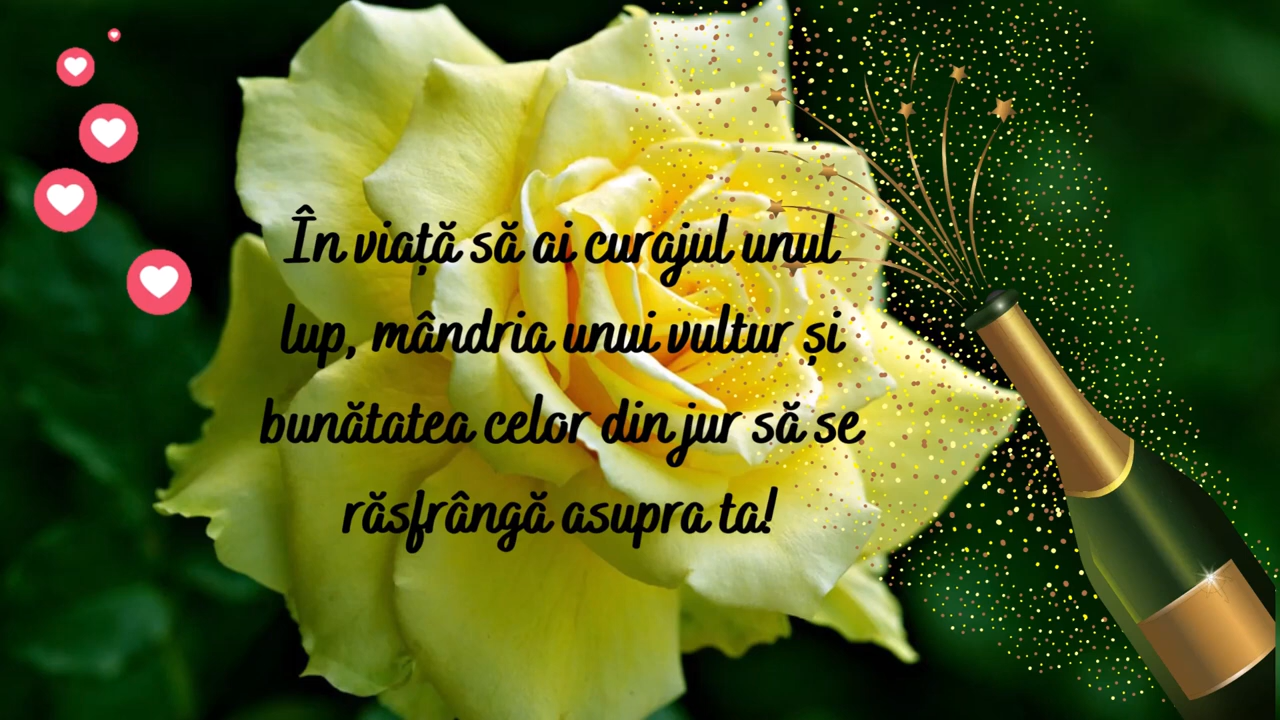 În viață să ai curajul unul
lup, mândria unui vultur și
bunătatea celor din jur să se
răsfrângă asupra ta!